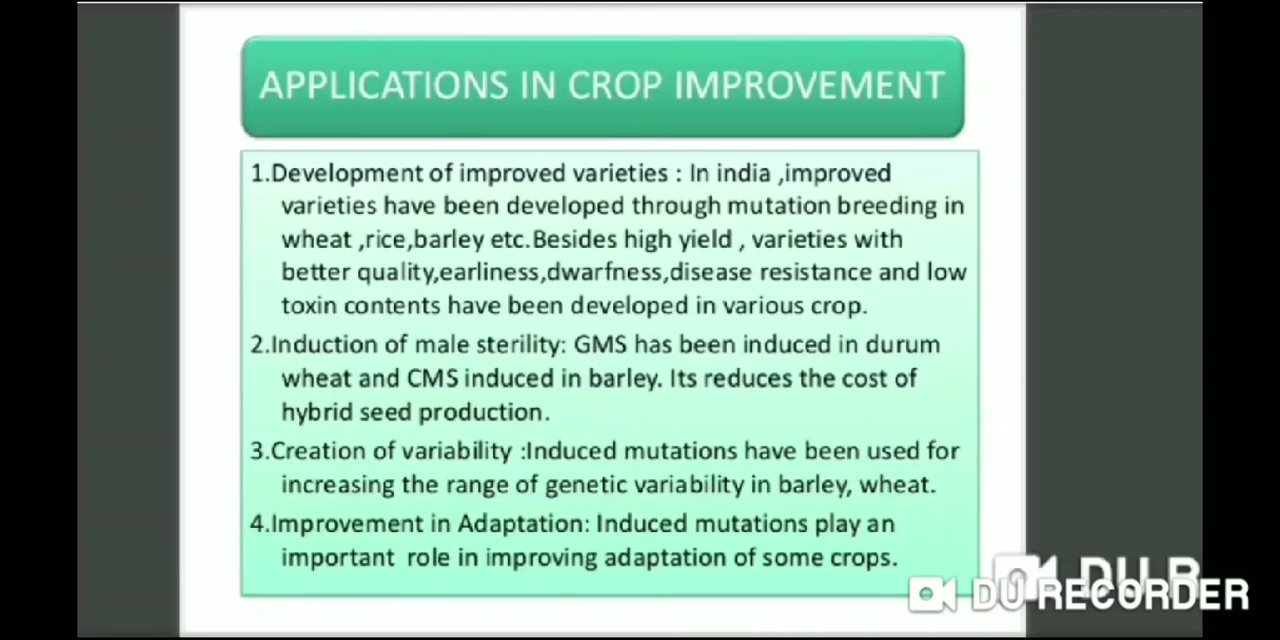 APPLICATIONS IN CROP IMPROVEMENT
1.Development of improved varieties : In india ,improved
varieties have been developed through mutation breeding in
wheat ,rice,barley etc.Besides high yield , varieties with
better quality,earliness,dwarfness,disease resistance and low
toxin contents have been developed in various crop.
2.Induction of male sterility: GMS has been induced in durum
wheat and CMS induced in barley. Its reduces the cost of
hybrid seed production.
3.Creation of variability :Induced mutations have been used for
increasing the range of genetic variability in barley, wheat.
4.Improvement in Adaptation: Induced mutations play an
important role in improving adaptation of some crops.
DU R
DU RECORDER